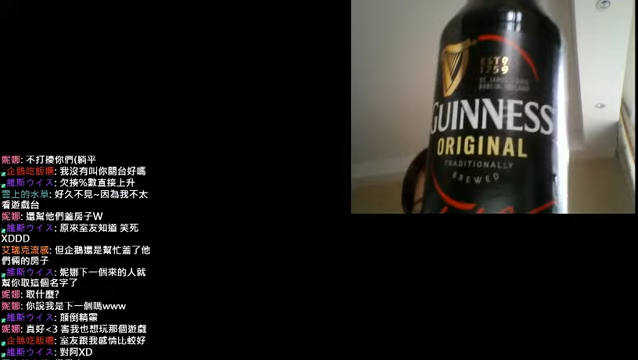 妮娜: 不打擾你們(躺平
企鵝吃飯糰: 我沒有叫你關台好嗎
維斯ウイス: 欠揍%數直接上升
雲上的水草: 好久不見~因為我不太
看遊戲台
妮娜: 還幫他們蓋房子W
維斯ウイス: 原來室友知道 笑死
XDDD
艾瑞克流感: 但企鵝還是幫忙蓋了他
們倆的房子
維斯ウイス: 妮娜下一個來的人就
幫你取這個名字了
妮娜: 取什麼?
妮娜: 你說我是下一個嗎www
維斯ウイス: 顛倒精靈
妮娜: 真好<3 害我也想玩那個遊戲
企鵝吃飯糰: 室友跟我感情比較好
維斯ウイス: 對阿XD
ESTD
1759
ST. JAMES'S GATE
DUBLIN IRELAND
GUINNESS
ORIGINAL
TRADITIONALLY
BREWED